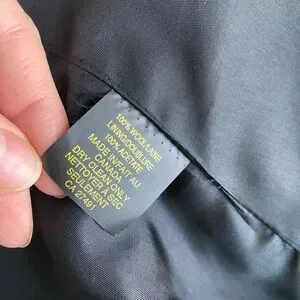 100% WOOL/LAINE
LINING/DOUBLURE
100% ACETATE
MADE IN/FAIT AU
CANADA
DRY CLEAN ONLY
NETTOYER À SEC
SEULEMENT
CA 27491